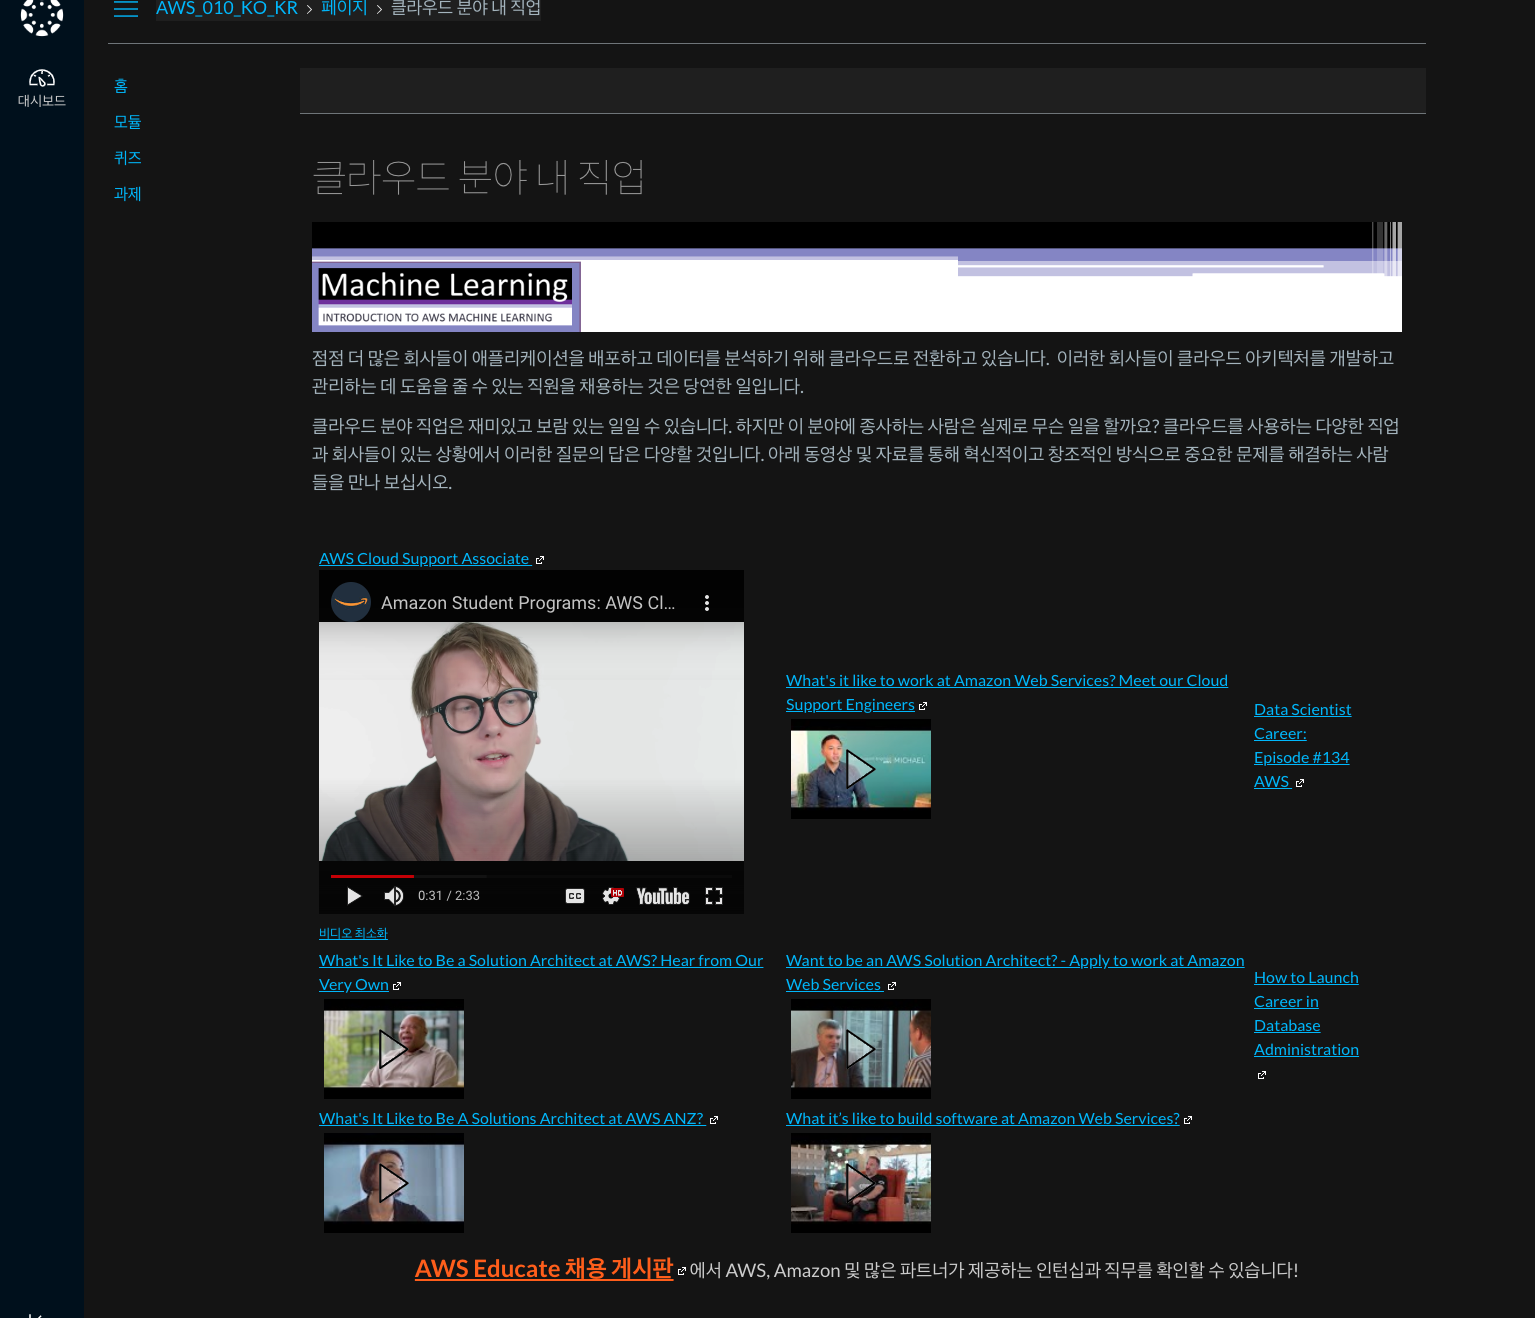 AWS_010_KO_KR > 페이지 > 클라우드 분야 내 직업
대시보드
홈
모듈
퀴즈
과제
클라우드 분야 내 직업
Machine Learning
INTRODUCTION TO AWS MACHINE LEARNING
점점 더 많은 회사들이 애플리케이션을 배포하고 데이터를 분석하기 위해 클라우드로 전환하고 있습니다. 이러한 회사들이 클라우드 아키텍처를 개발하고
관리하는 데 도움을 줄 수 있는 직원을 채용하는 것은 당연한 일입니다.
클라우드 분야 직업은 재미있고 보람 있는 일일 수 있습니다. 하지만 이 분야에 종사하는 사람은 실제로 무슨 일을 할까요? 클라우드를 사용하는 다양한 직업
과 회사들이 있는 상황에서 이러한 질문의 답은 다양할 것입니다. 아래 동영상 및 자료를 통해 혁신적이고 창조적인 방식으로 중요한 문제를 해결하는 사람
들을 만나 보십시오.
AWS Cloud Support Associate
Amazon Student Programs: AWS Cl...
0:31 / 2:33
CC
HD
YouTube
비디오 최소화
What's it like to work at Amazon Web Services? Meet our Cloud
Support Engineers
MICHAEL
Data Scientist
Career:
Episode #134
AWS
What's It Like to Be a Solution Architect at AWS? Hear from Our
Very Own
Want to be an AWS Solution Architect? - Apply to work at Amazon
Web Services
How to Launch
Career in
Database
Administration
What's It Like to Be A Solutions Architect at AWS ANZ?
What it’s like to build software at Amazon Web Services?
AWS Educate 채용 게시판 에서 AWS, Amazon 및 많은 파트너가 제공하는 인턴십과 직무를 확인할 수 있습니다!